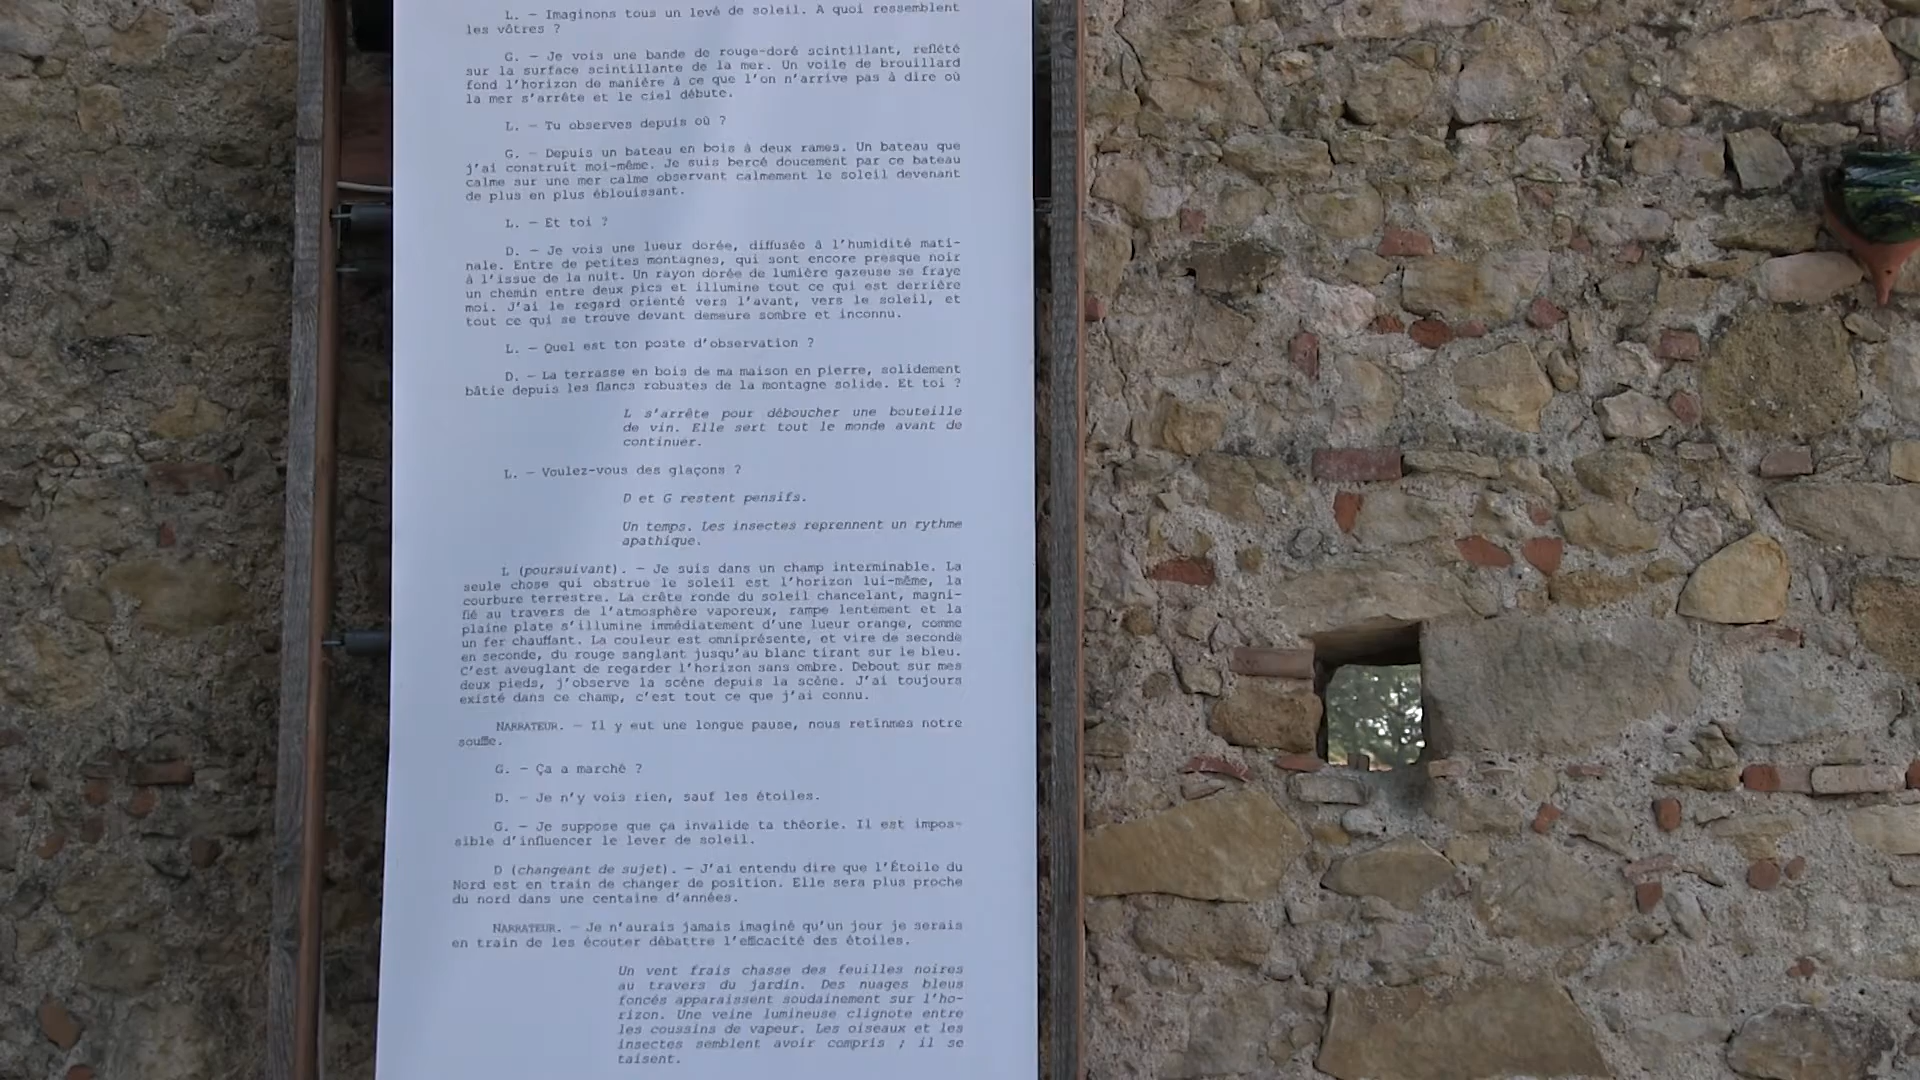 L. — Imaginons tous un levé de soleil. A quoi ressemblent
les vôtres ?
G. — Je vois une bande de rouge-doré scintillant, reflété
sur la surface scintillante de la mer. Un voile de brouillard
fond l'horizon de manière à ce que l'on n'arrive pas à dire où
la mer s'arrête et le ciel débute.
L. — Tu observes depuis où ?
G. — Depuis un bateau en bois à deux rames. Un bateau que
j'ai construit moi-même. Je suis bercé doucement par ce bateau
calme sur une mer calme observant calmement le soleil devenant
de plus en plus éblouissant.
L. — Et toi ?
D. — Je vois une lueur dorée, diffusée à l'humidité mati-
nale. Entre de petites montagnes, qui sont encore presque noir
à l'issue de la nuit. Un rayon dorée de lumière gazeuse se fraye
un chemin entre deux pics et illumine tout ce qui est derrière
moi. J'ai le regard orienté vers l'avant, vers le soleil, et
tout ce qui se trouve devant demeure sombre et inconnu.
L. — Quel est ton poste d'observation ?
D. — La terrasse en bois de ma maison en pierre, solidement
bâtie depuis les flancs robustes de la montagne solide. Et toi ?
L s'arrête pour déboucher une bouteille
de vin. Elle sert tout le monde avant de
continuer.
L. — Voulez-vous des glaçons ?
D et G restent pensifs.
Un temps. Les insectes reprennent un rythme
apathique.
L (poursuivant). — Je suis dans un champ interminable. La
seule chose qui obstrue le soleil est l'horizon lui-même, la
courbure terrestre. La crête ronde du soleil chancelant, magni-
fié au travers de l'atmosphère vaporeux, rampe lentement et la
plaine plate s'illumine immédiatement d'une lueur orange, comme
un fer chauffant. La couleur est omniprésente, et vire de seconde
en seconde, du rouge sanglant jusqu'au blanc tirant sur le bleu.
C'est aveuglant de regarder l'horizon sans ombre. Debout sur mes
deux pieds, j'observe la scène depuis la scène. J'ai toujours
existé dans ce champ, c'est tout ce que j'ai connu.
NARRATEUR. — Il y eut une longue pause, nous retînmes notre
souffle.
G. — Ça a marché ?
D. — Je n'y vois rien, sauf les étoiles.
G. — Je suppose que ça invalide ta théorie. Il est impos-
sible d'influencer le lever de soleil.
D (changeant de sujet). — J'ai entendu dire que l'Étoile du
Nord est en train de changer de position. Elle sera plus proche
du nord dans une centaine d'années.
NARRATEUR. — Je n'aurais jamais imaginé qu'un jour je serais
en train de les écouter débattre l'efficacité des étoiles.
Un vent frais chasse des feuilles noires
au travers du jardin. Des nuages bleus
foncés apparaissent soudainement sur l'ho-
rizon. Une veine lumineuse clignote entre
les coussins de vapeur. Les oiseaux et les
insectes semblent avoir compris ; il se
taisent.